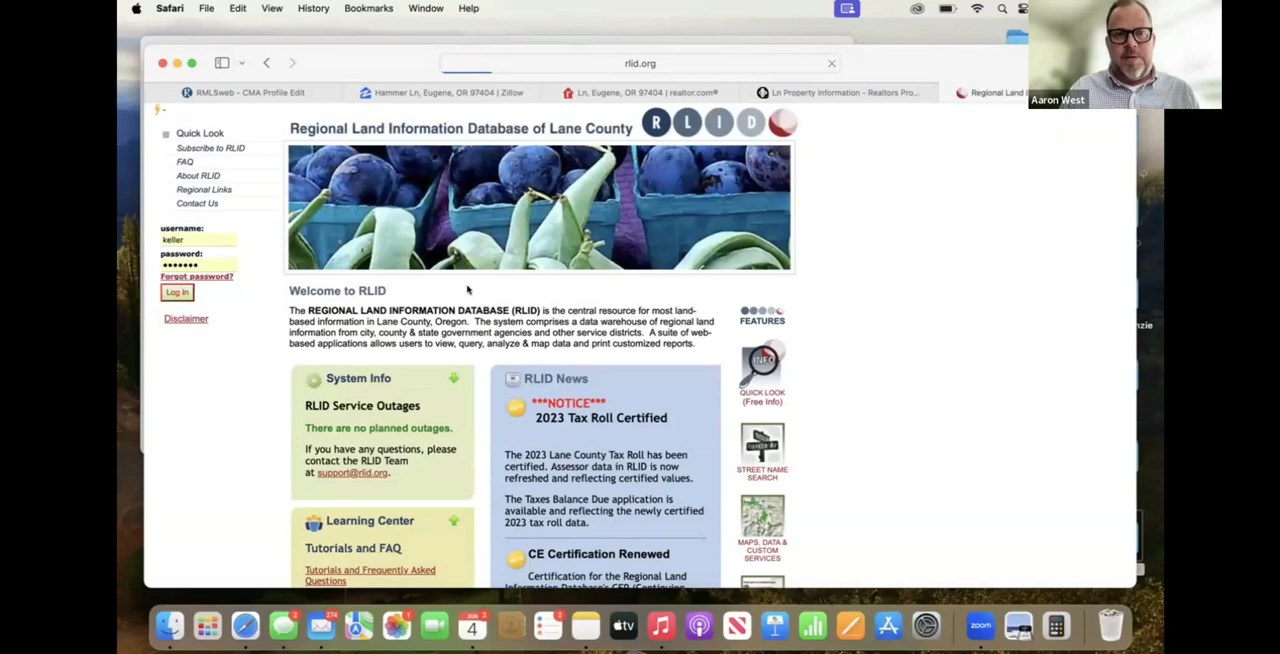 Safari File Edit View History Bookmarks Window Help
rlid.org
RMLSweb - CMA Profile Edit
Hammer Ln, Eugene, OR 97404 | Zillow
Ln, Eugene, OR 97404 | realtor.com®
Ln Property Information - Realtors Pro...
Regional Land
Aaron West
Quick Look
Subscribe to RLID
FAQ
About RLID
Regional Links
Contact Us
username:
keller
password:
•••••••
Forgot password?
Log in
Disclaimer
Regional Land Information Database of Lane County
R L I D
Welcome to RLID
The REGIONAL LAND INFORMATION DATABASE (RLID) is the central resource for most land-
based information in Lane County, Oregon. The system comprises a data warehouse of regional land
information from city, county & state government agencies and other service districts. A suite of web-
based applications allows users to view, query, analyze & map data and print customized reports.
System Info
RLID Service Outages
There are no planned outages.
If you have any questions, please
contact the RLID Team
at support@rlid.org.
Learning Center
Tutorials and FAQ
Tutorials and Frequently Asked
Questions
RLID News
***NOTICE***
2023 Tax Roll Certified
The 2023 Lane County Tax Roll has been
certified. Assessor data in RLID is now
refreshed and reflecting certified values.
The Taxes Balance Due application is
available and reflecting the newly certified
2023 tax roll data.
CE Certification Renewed
Certification for the Regional Land
FEATURES
INFO
QUICK LOOK
(Free Info)
STREET NAME
SEARCH
MAPS, DATA &
CUSTOM
SERVICES
2
274
1
JUN 2
4
2
tv
zoom